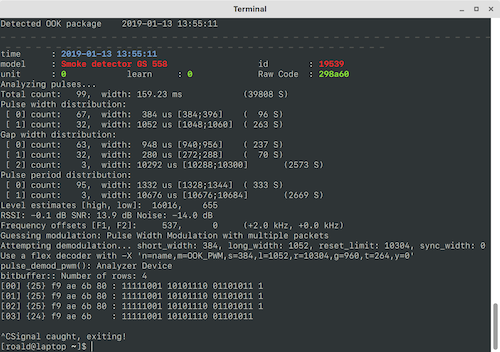 Terminal
Detected OOK package    2019-01-13 13:55:11
time      : 2019-01-13 13:55:11
model     : Smoke detector GS 558          id        : 19539
unit      : 0          learn     : 0          Raw Code  : 298a60
Analyzing pulses...
Total count:   99,  width: 159.23 ms          (39808 S)
Pulse width distribution:
 [ 0] count:   67,  width:  384 us [384;396]     (  96 S)
 [ 1] count:   32,  width: 1052 us [1048;1060]  ( 263 S)
Gap width distribution:
 [ 0] count:   63,  width:  948 us [940;956]     ( 237 S)
 [ 1] count:   32,  width:  280 us [272;288]     (  70 S)
 [ 2] count:    3,  width: 10292 us [10288;10300]        (2573 S)
Pulse period distribution:
 [ 0] count:   95,  width: 1332 us [1328;1344]  ( 333 S)
 [ 1] count:    3,  width: 10676 us [10676;10684]        (2669 S)
Level estimates [high, low]:  16016,    655
RSSI: -0.1 dB SNR: 13.9 dB Noise: -14.0 dB
Frequency offsets [F1, F2]:     537,      0     (+2.0 kHz, +0.0 kHz)
Guessing modulation: Pulse Width Modulation with multiple packets
Attempting demodulation... short_width: 384, long_width: 1052, reset_limit: 10304, sync_width: 0
Use a flex decoder with -X 'n=name,m=OOK_PWM,s=384,l=1052,r=10304,g=960,t=264,y=0'
pulse_demod_pwm(): Analyzer Device
bitbuffer:: Number of rows: 4
[00] {25} f9 ae 6b 80 : 11111001 10101110 01101011 1
[01] {25} f9 ae 6b 80 : 11111001 10101110 01101011 1
[02] {25} f9 ae 6b 80 : 11111001 10101110 01101011 1
[03] {24} f9 ae 6b    : 11111001 10101110 01101011
^CSignal caught, exiting!
[roald@laptop ~]$